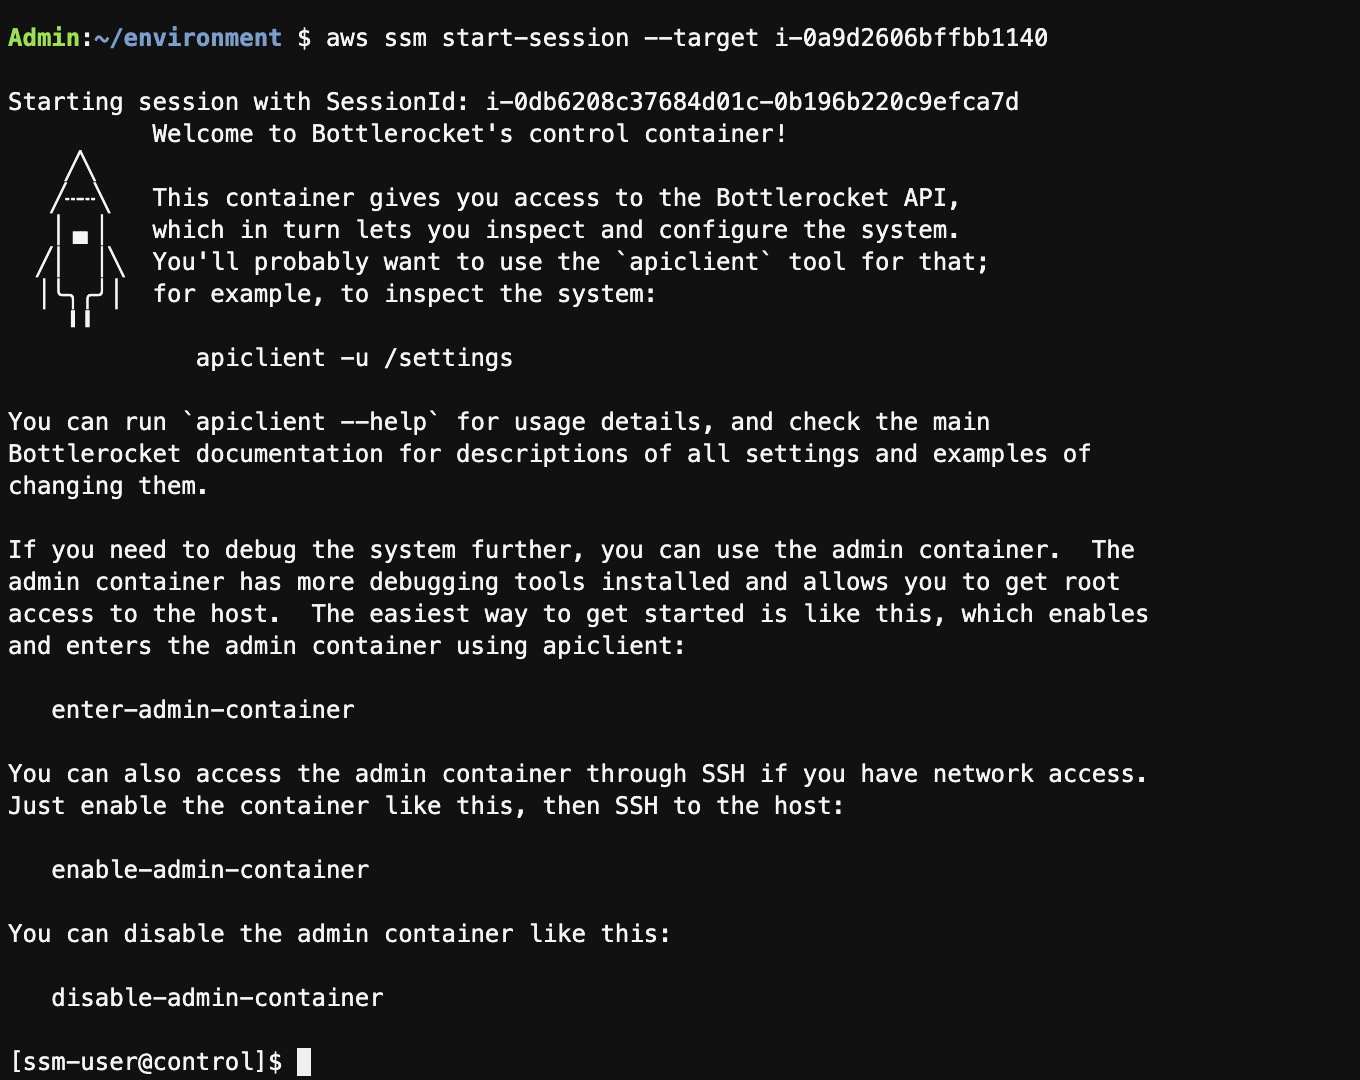 Admin:~/environment $ aws ssm start-session --target i-0a9d2606bffbb1140
Starting session with SessionId: i-0db6208c37684d01c-0b196b220c9efca7d
Welcome to Bottlerocket's control container!
This container gives you access to the Bottlerocket API,
which in turn lets you inspect and configure the system.
You'll probably want to use the `apiclient` tool for that;
for example, to inspect the system:
apiclient -u /settings
You can run `apiclient --help` for usage details, and check the main
Bottlerocket documentation for descriptions of all settings and examples of
changing them.
If you need to debug the system further, you can use the admin container.  The
admin container has more debugging tools installed and allows you to get root
access to the host.  The easiest way to get started is like this, which enables
and enters the admin container using apiclient:
enter-admin-container
You can also access the admin container through SSH if you have network access.
Just enable the container like this, then SSH to the host:
enable-admin-container
You can disable the admin container like this:
disable-admin-container
[ssm-user@control]$